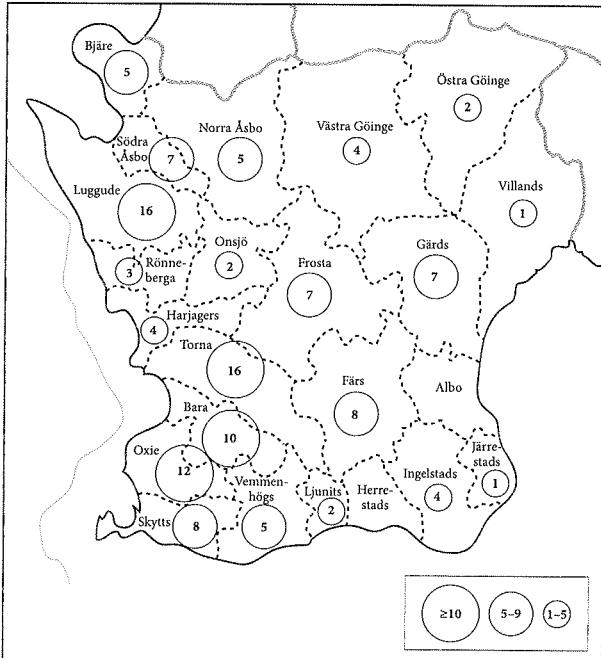 Bjäre
5
Östra Göinge
2
Södra
Åsbo
7
Norra Åsbo
5
Västra Göinge
4
Villands
1
Luggude
16
Onsjö
2
Rönne-
berga
3
Frosta
7
Gärds
7
Harjagers
4
Torna
16
Färs
8
Albo
Bara
10
Oxie
12
Vemmen-
högs
5
Ljunits
2
Herre-
stads
Ingelstads
4
Järre-
stads
1
Skytts
8
≥10
5–9
1–5